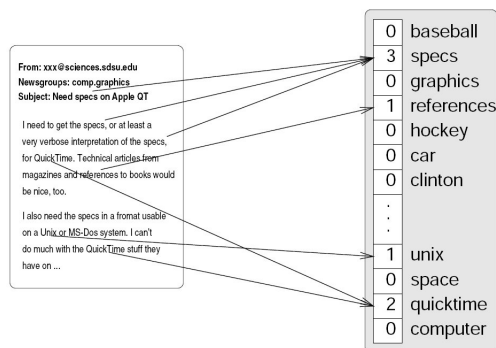 From: xxx@sciences.sdsu.edu
Newsgroups: comp.graphics
Subject: Need specs on Apple QT
I need to get the specs, or at least a
very verbose interpretation of the specs,
for QuickTime. Technical articles from
magazines and references to books would
be nice, too.
I also need the specs in a fromat usable
on a Unix or MS-Dos system. I can't
do much with the QuickTime stuff they
have on ...
0 baseball
3 specs
0 graphics
1 references
0 hockey
0 car
0 clinton
.
.
.
1 unix
0 space
2 quicktime
0 computer